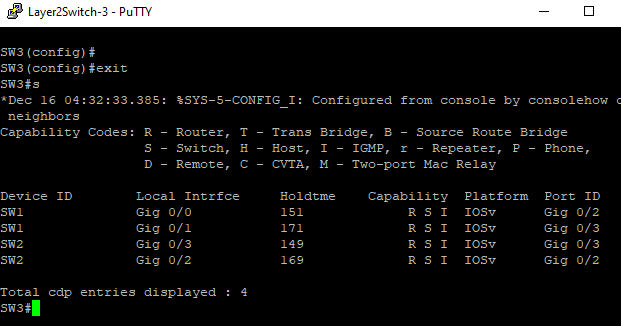 Layer2Switch-3 - PuTTY
SW3(config)#
SW3(config)#exit
SW3#s
*Dec 16 04:32:33.385: %SYS-5-CONFIG_I: Configured from console by consolehow c
 neighbors
Capability Codes: R - Router, T - Trans Bridge, B - Source Route Bridge
                  S - Switch, H - Host, I - IGMP, r - Repeater, P - Phone,
                  D - Remote, C - CVTA, M - Two-port Mac Relay
Device ID        Local Intrfce     Holdtme    Capability  Platform  Port ID
SW1              Gig 0/0           151             R S I  IOSv      Gig 0/2
SW1              Gig 0/1           171             R S I  IOSv      Gig 0/3
SW2              Gig 0/3           149             R S I  IOSv      Gig 0/3
SW2              Gig 0/2           169             R S I  IOSv      Gig 0/2
Total cdp entries displayed : 4
SW3#